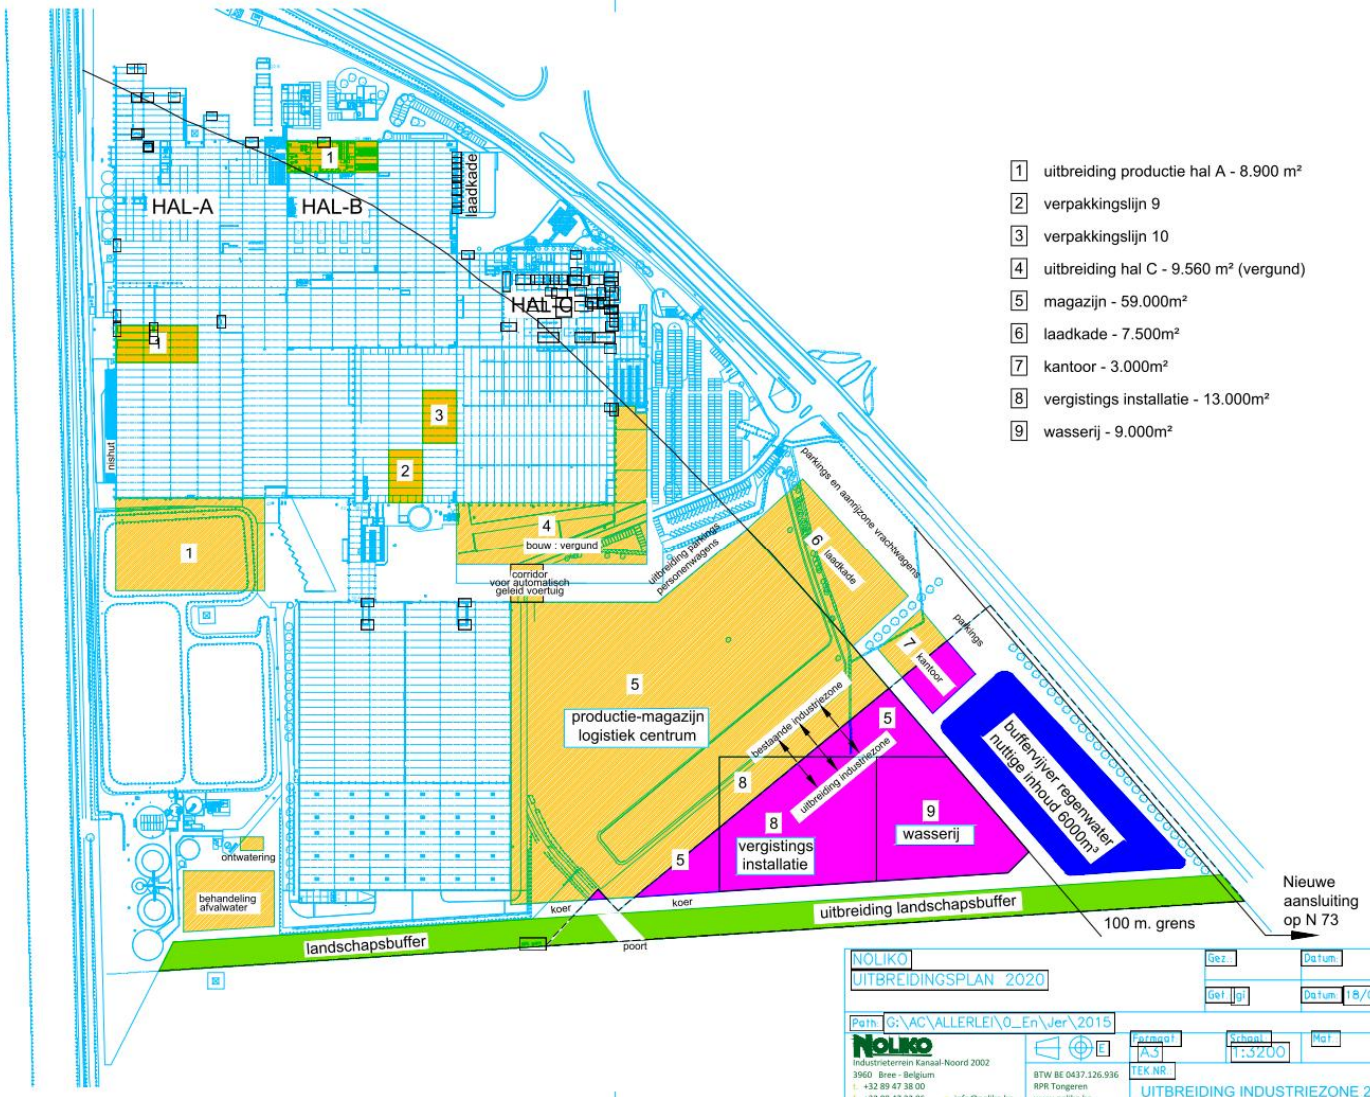 1 uitbreiding productie hal A - 8.900 m²
2 verpakkingslijn 9
3 verpakkingslijn 10
4 uitbreiding hal C - 9.560 m² (vergund)
5 magazijn - 59.000m²
6 laadkade - 7.500m²
7 kantoor - 3.000m²
8 vergistings installatie - 13.000m²
9 wasserij - 9.000m²
1
laadkade
HAL-A
HAL-B
HAL-C
1
3
nishut
2
parkings en aanrijzone vrachtwagens
1
4
bouw : vergund
6
laadkade
uitbreiding parkings
personenwagens
corridor
voor automatisch
geleid voertuig
parkings
7
kantoor
5
productie-magazijn
logistiek centrum
bestaande industriezone
5
uitbreiding industriezone
buffervijver regenwater
nuttige inhoud 6000m³
8
9
wasserij
8
vergistings
installatie
5
ontwatering
behandeling
afvalwater
koer
koer
uitbreiding landschapsbuffer
landschapsbuffer
poort
100 m. grens
Nieuwe
aansluiting
op N 73
NOLIKO
UITBREIDINGSPLAN 2020
Gez.:
Datum:
Get.: gi
Datum: 18/0
Path: G:\AC\ALLERLEI\0_En\Jer\2015
NOLIKO
Industrieterrein Kanaal-Noord 2002
3960 Bree - Belgium
t. +32 89 47 38 00
E
BTW BE 0437.126.936
RPR Tongeren
Formaat
A3
Schaal
1:3200
Mat.:
TEK.NR.:
UITBREIDING INDUSTRIEZONE 2